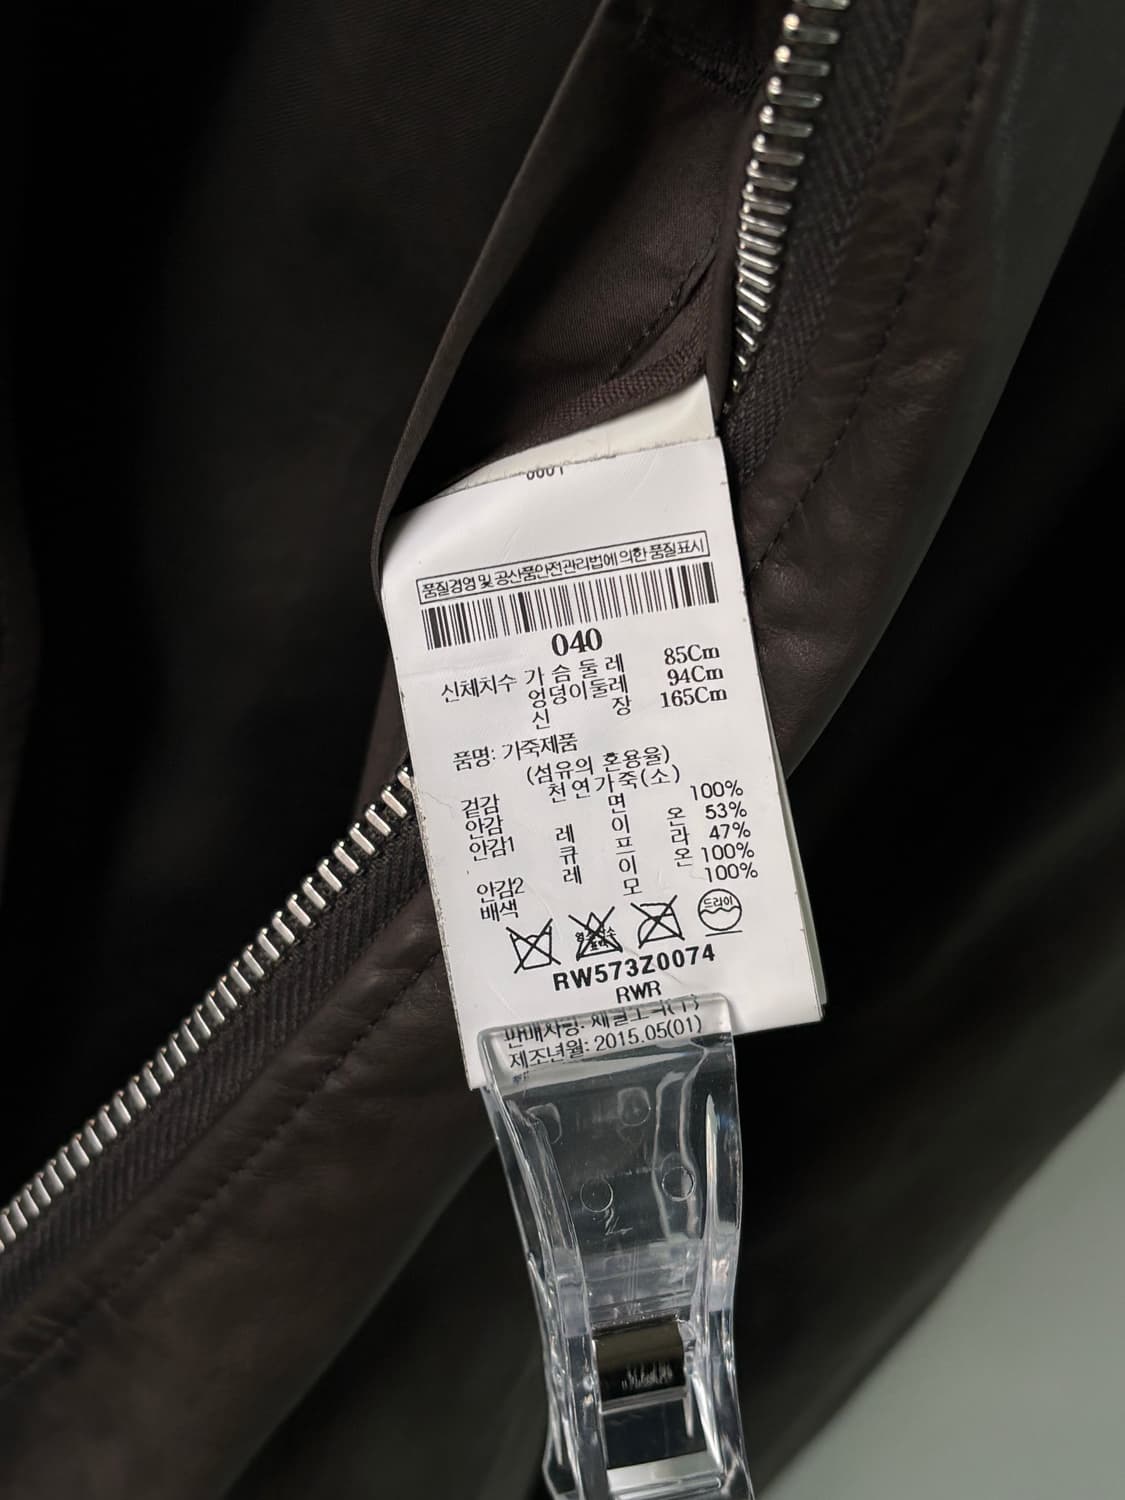 0001
품질경영 및 공산품안전관리법에 의한 품질표시
040
신체치수 가슴둘레 85Cm
엉덩이둘레 94Cm
신장 165Cm
품명: 가죽제품
(섬유의 혼용율)
겉감 천연가죽(소) 100%
안감 면 53%
레이온 47%
안감1 큐프라 100%
안감2 레이온 100%
배색 모
드라이
RW573Z0074
RWR
판매사명:
제조년월: 2015.05(01)